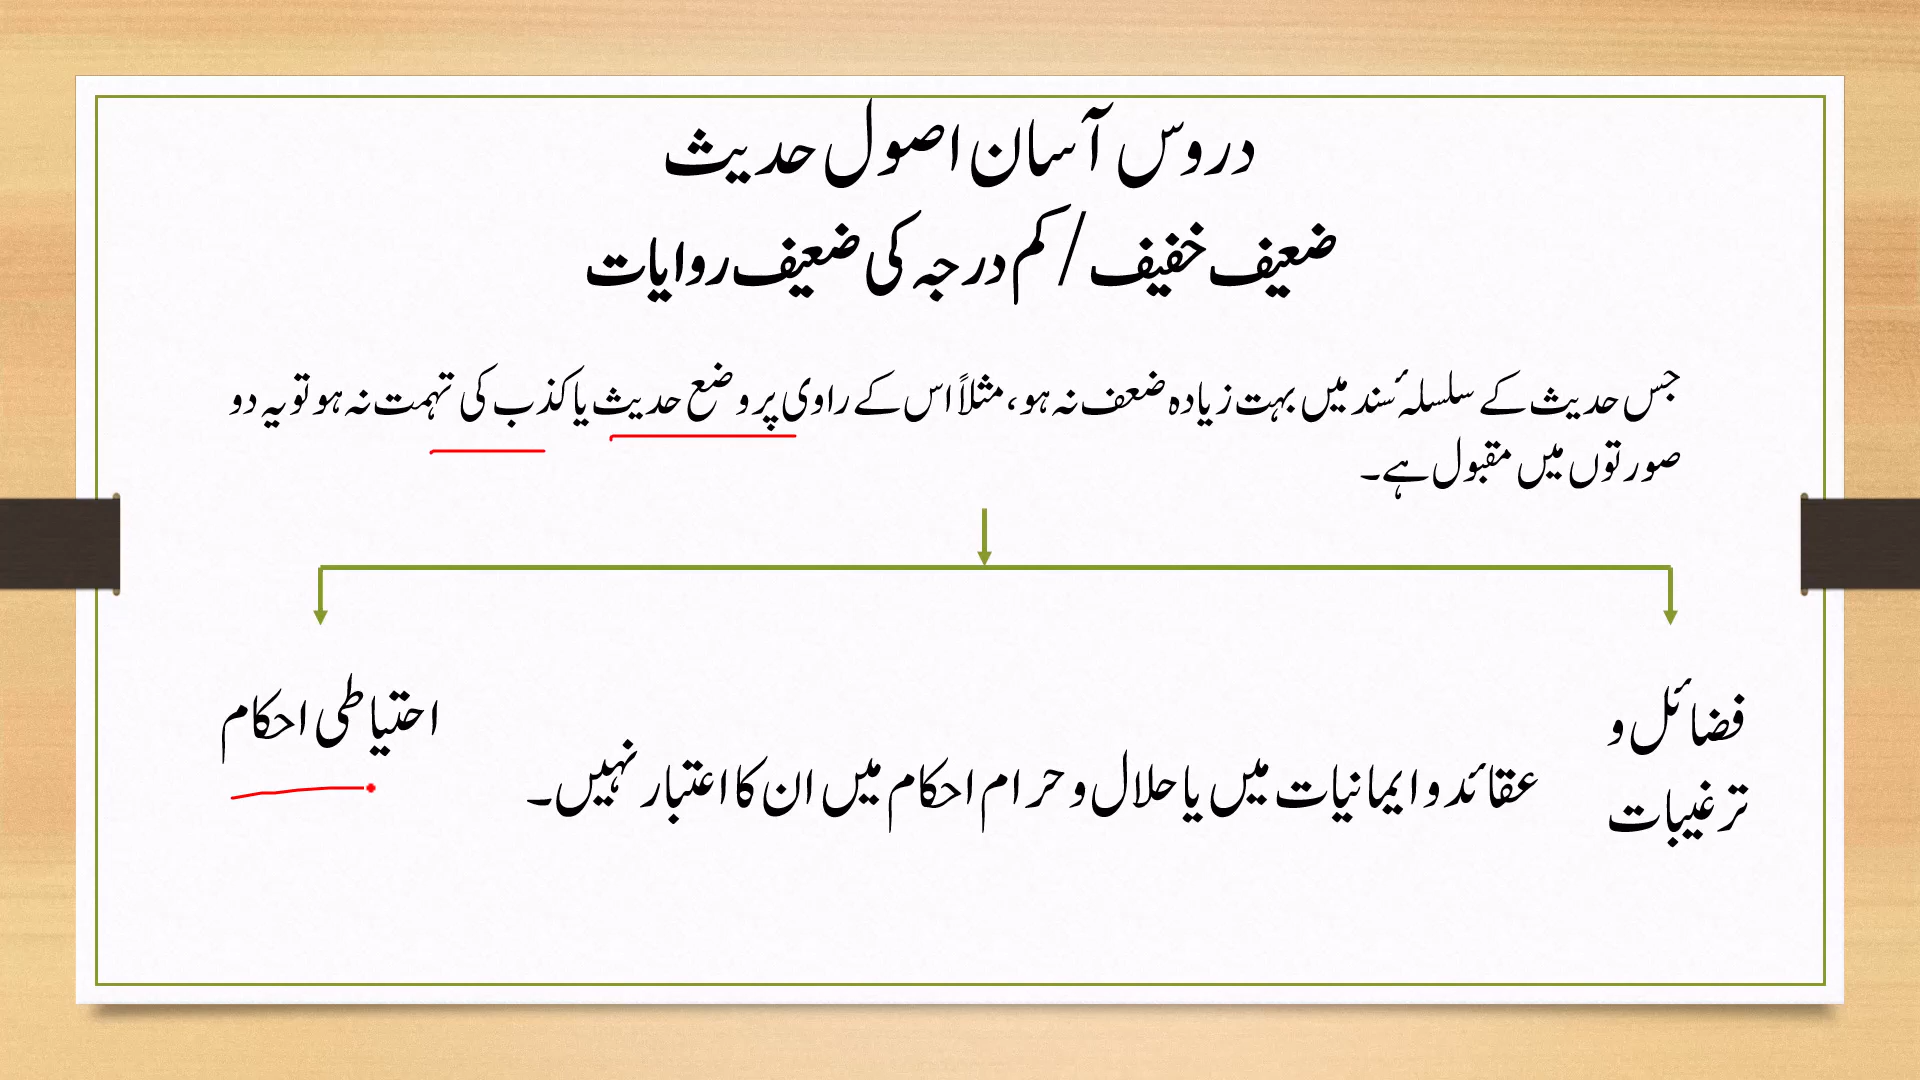 دروس آسان اصول حدیث
ضعیف خفیف / کم درجہ کی ضعیف روایات
جس حدیث کے سلسلۂ سند میں بہت زیادہ ضعف نہ ہو، مثلاً اس کے راوی پر وضع حدیث یا کذب کی تہمت نہ ہو تو یہ دو
صورتوں میں مقبول ہے۔
فضائل و
ترغیبات
عقائد و ایمانیات میں یا حلال و حرام احکام میں ان کا اعتبار نہیں۔
احتیاطی احکام